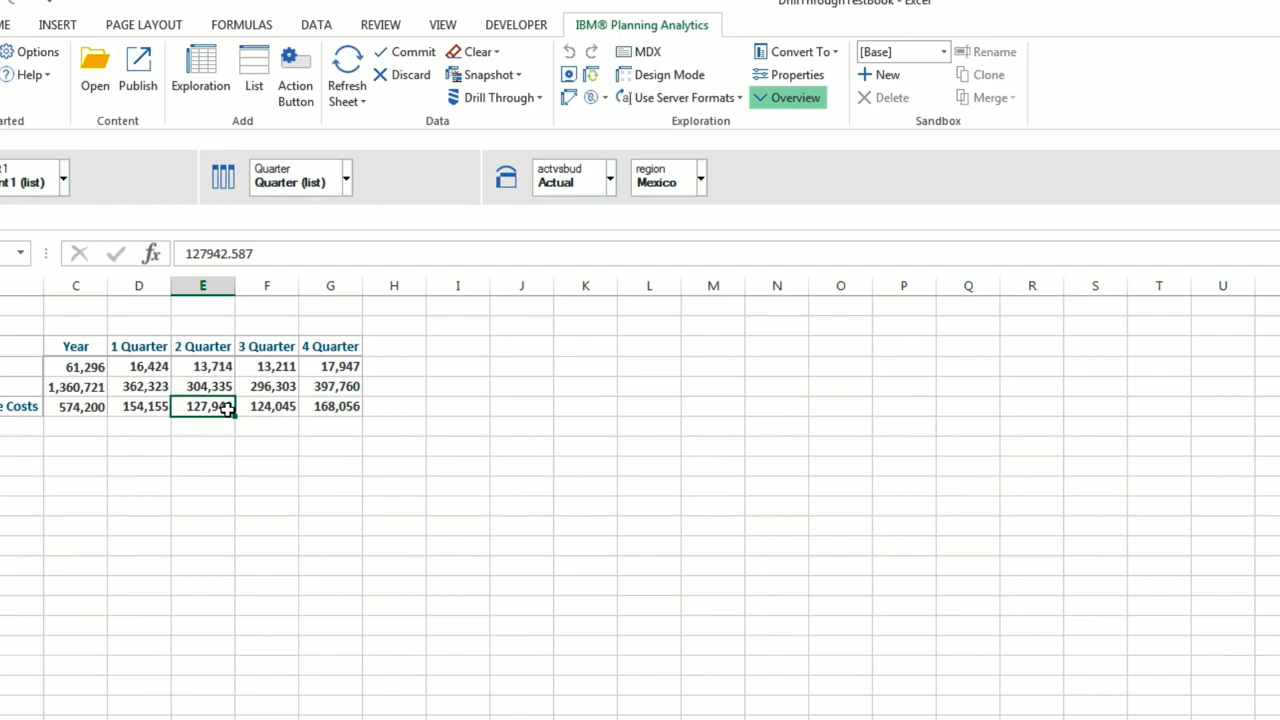 DrillThroughTestBook - Excel
INSERT PAGE LAYOUT FORMULAS DATA REVIEW VIEW DEVELOPER IBM® Planning Analytics
Options Commit Clear MDX Convert To [Base] Rename
Help Open Publish Exploration List Action Button Refresh Sheet Discard Snapshot Design Mode Properties New Clone
Drill Through Use Server Formats Overview Delete Merge
Content Add Data Exploration Sandbox
Quarter actvsbud region
(list) Quarter (list) Actual Mexico
fx 127942.587
C D E F G H I J K L M N O P Q R S T U
Year 1 Quarter 2 Quarter 3 Quarter 4 Quarter
61,296 16,424 13,714 13,211 17,947
1,360,721 362,323 304,335 296,303 397,760
Costs 574,200 154,155 127,94 124,045 168,056